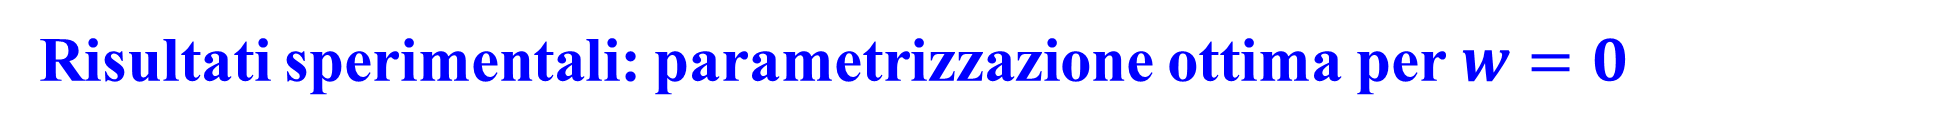 Risultati sperimentali: parametrizzazione ottima per w = 0